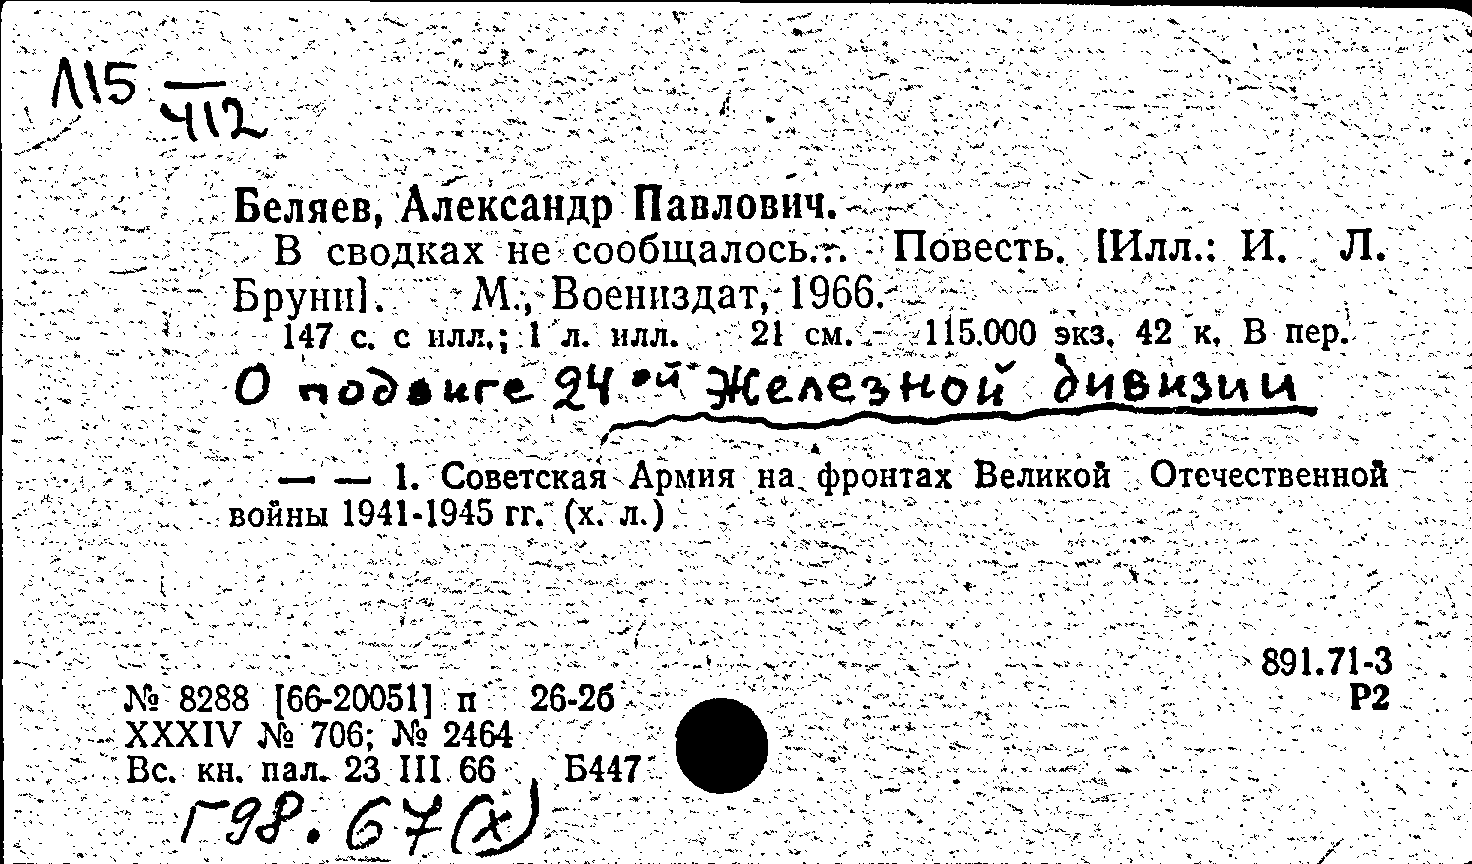 Л15 —
Ч12
Беляев, Александр Павлович.
В сводках не сообщалось... Повесть. [Илл.: И. Л.
Бруни]. М., Воениздат, 1966.
147 с. с илл.; 1 л. илл. 21 см. 115.000 экз. 42 к. В пер.
О подвиге 24-ой Железной дивизии
— — 1. Советская Армия на фронтах Великой Отечественной
войны 1941-1945 гг. (х. л.)
891.71-3
Р2
№ 8288 [66-20051] п 26-2б
XXXIV № 706; № 2464
Вс. кн. пал. 23 III 66 Б447
Г98.67(х)